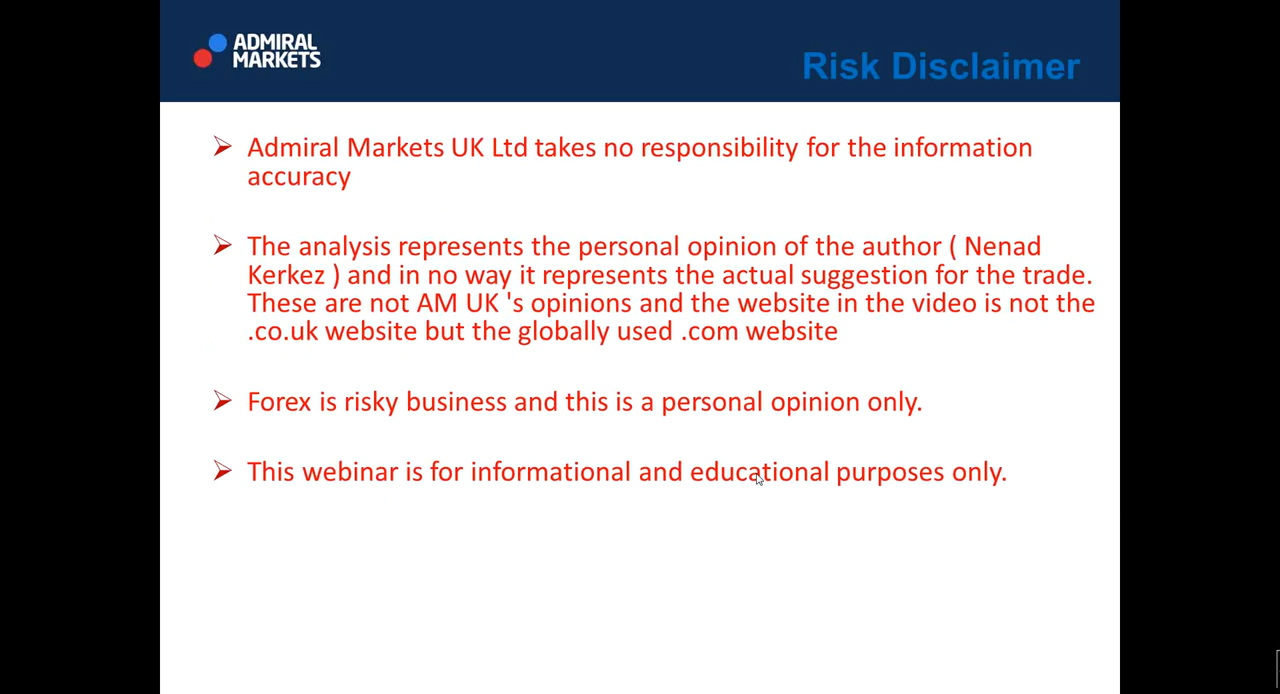 ADMIRAL
MARKETS
Risk Disclaimer
Admiral Markets UK Ltd takes no responsibility for the information
accuracy
The analysis represents the personal opinion of the author ( Nenad
Kerkez ) and in no way it represents the actual suggestion for the trade.
These are not AM UK 's opinions and the website in the video is not the
.co.uk website but the globally used .com website
Forex is risky business and this is a personal opinion only.
This webinar is for informational and educational purposes only.